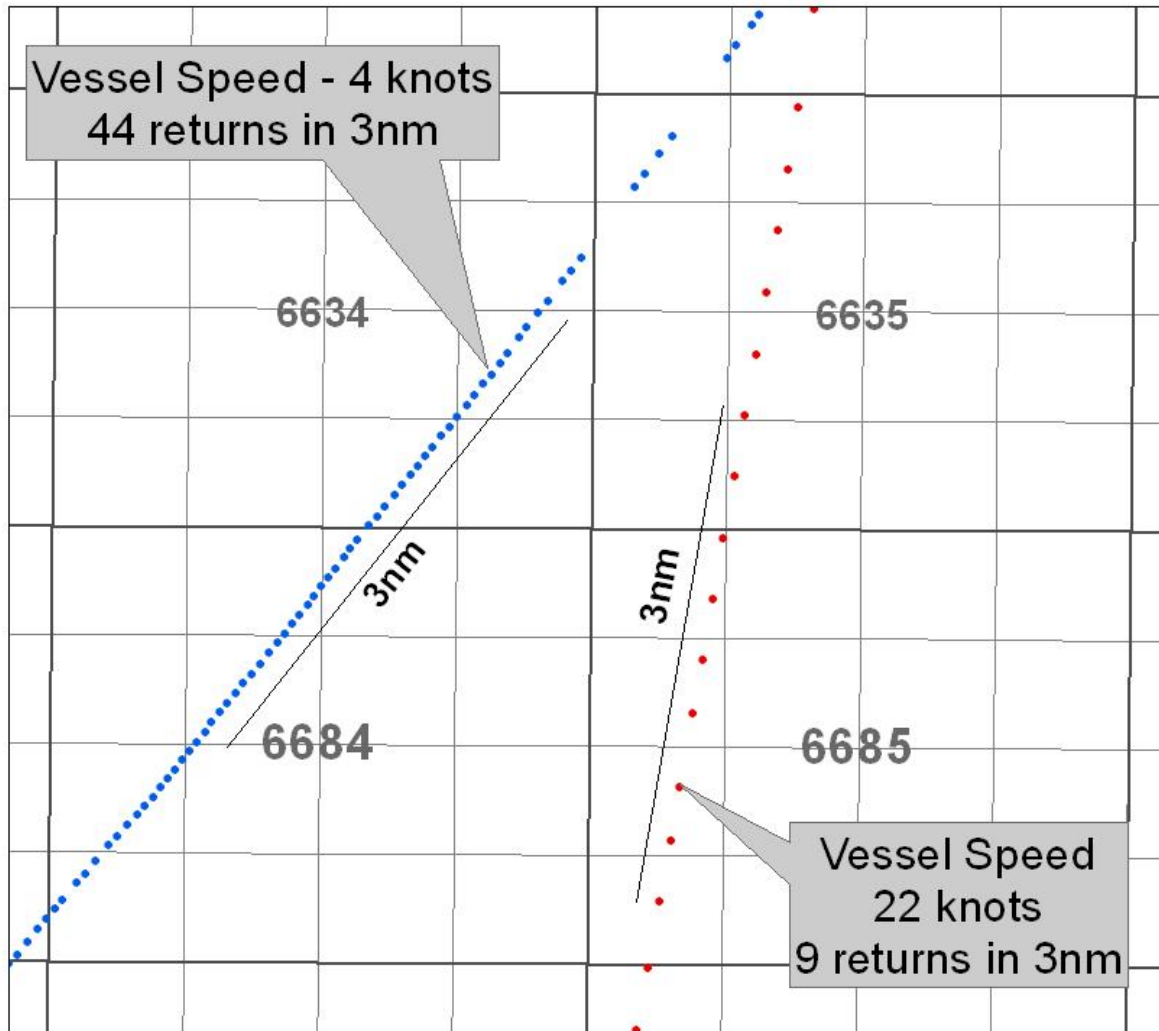 Vessel Speed - 4 knots
44 returns in 3nm
6634
6635
3nm
3nm
6684
6685
Vessel Speed
22 knots
9 returns in 3nm